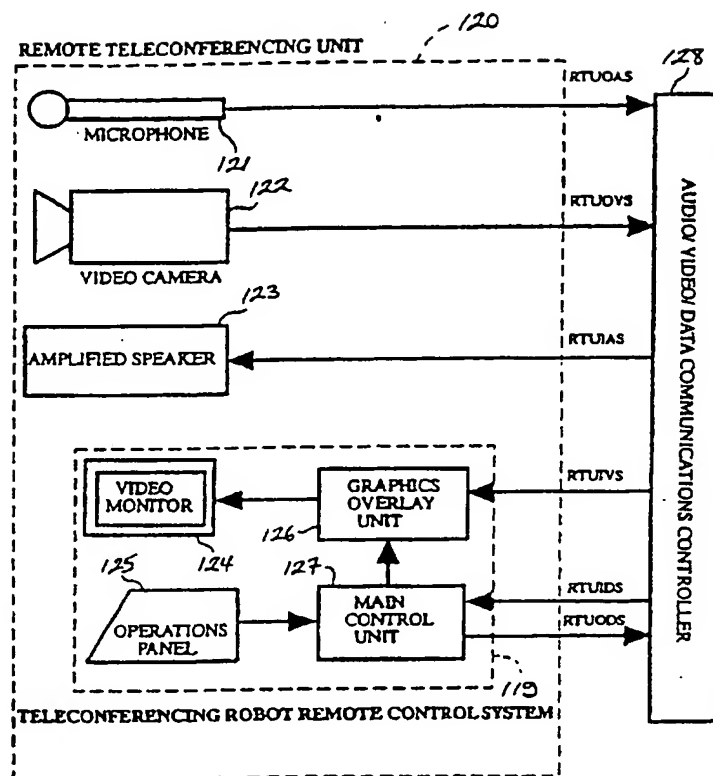 REMOTE TELECONFERENCING UNIT
120
128
RTUOAS
MICROPHONE
121
122
RTUOVS
VIDEO CAMERA
123
AMPLIFIED SPEAKER
RTUIAS
AUDIO/ VIDEO/ DATA COMMUNICATIONS CONTROLLER
VIDEO
MONITOR
GRAPHICS
OVERLAY
UNIT
RTUIVS
126
124
125
127
OPERATIONS
PANEL
MAIN
CONTROL
UNIT
RTUIDS
RTUODS
119
TELECONFERENCING ROBOT REMOTE CONTROL SYSTEM